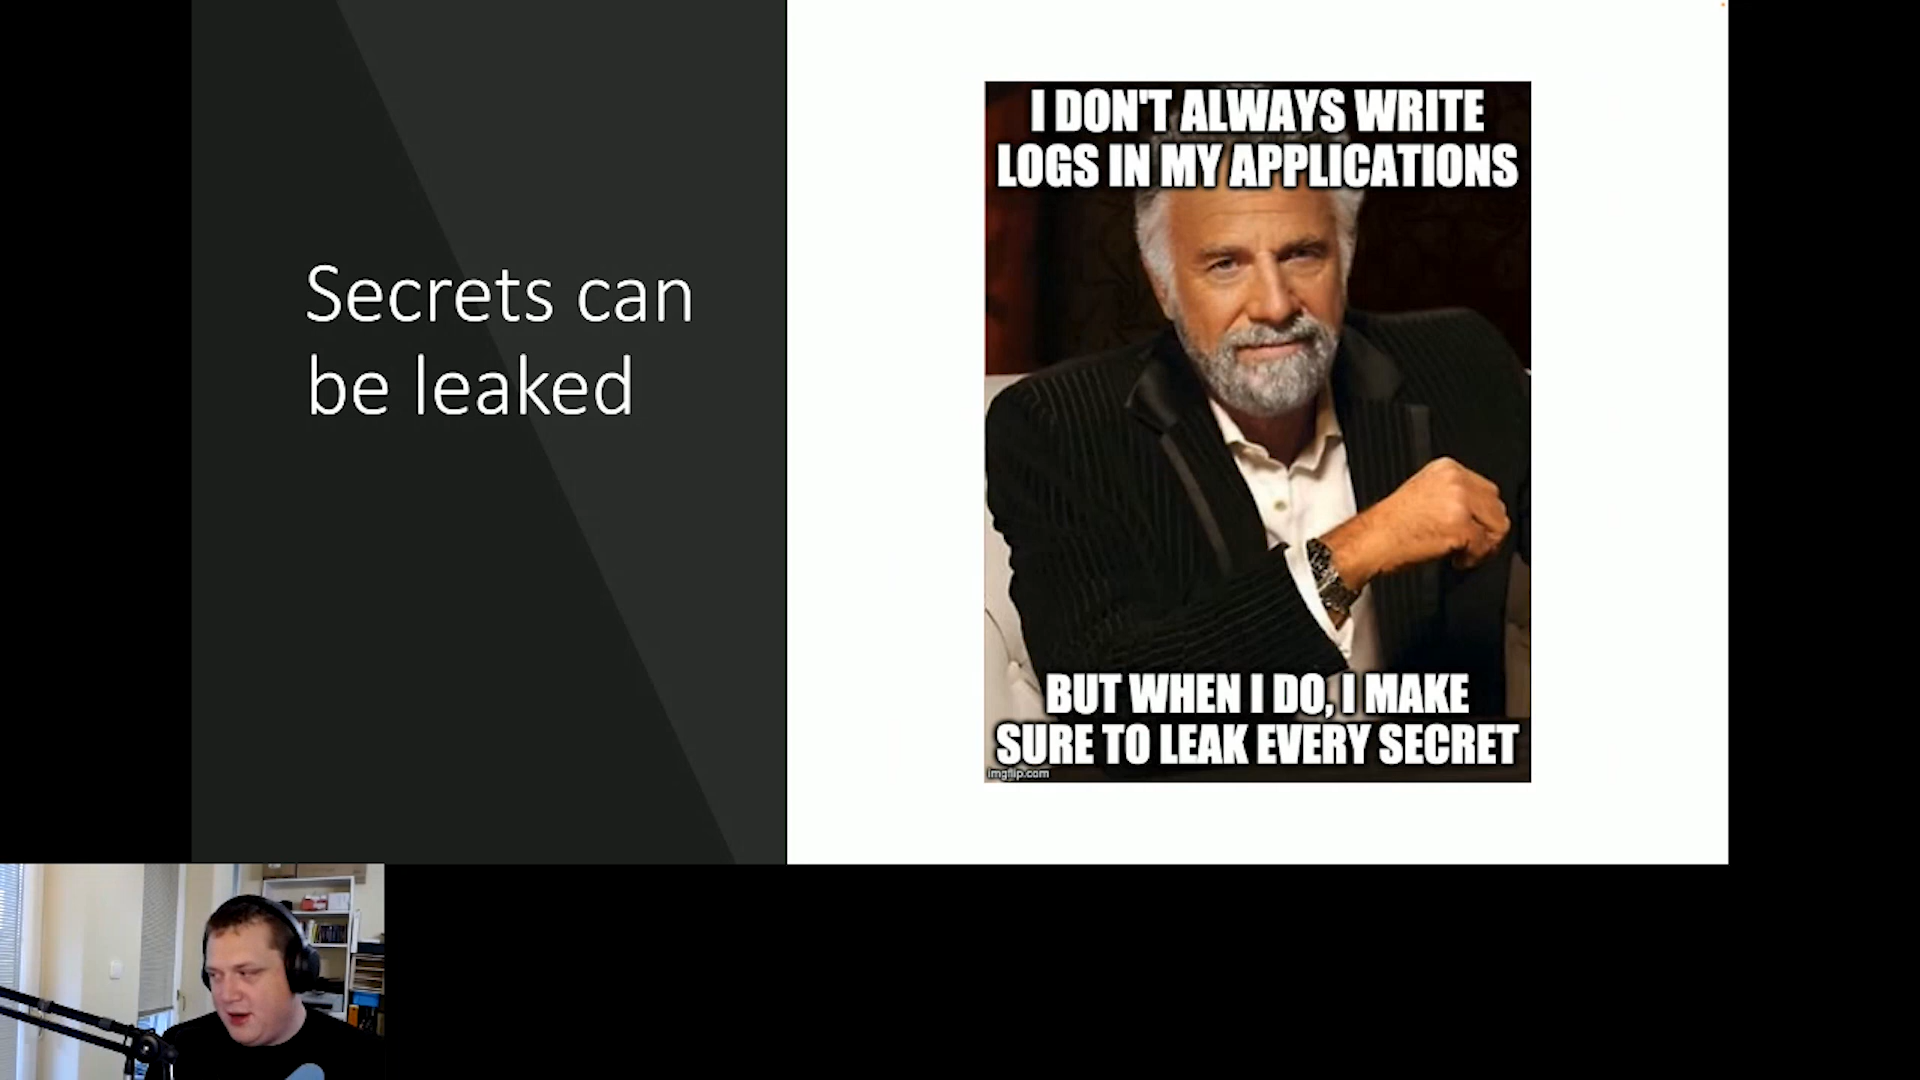 Secrets can
be leaked
I DON'T ALWAYS WRITE
LOGS IN MY APPLICATIONS
BUT WHEN I DO, I MAKE
SURE TO LEAK EVERY SECRET
imgflip.com